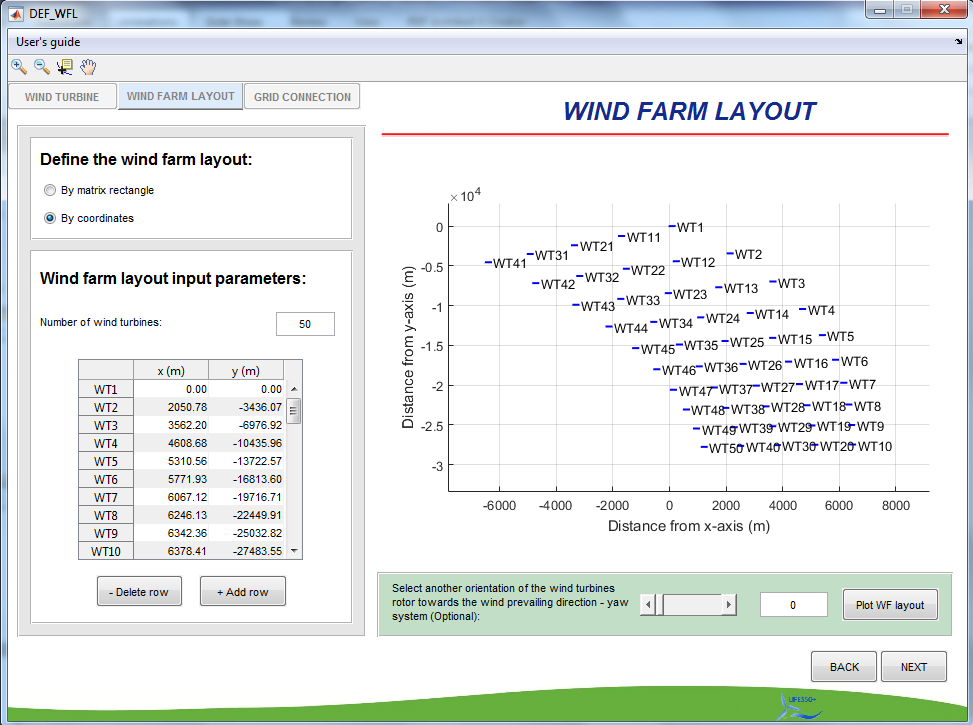 DEF_WFL
User's guide
WIND TURBINE
WIND FARM LAYOUT
GRID CONNECTION
WIND FARM LAYOUT
Define the wind farm layout:
By matrix rectangle
By coordinates
Wind farm layout input parameters:
Number of wind turbines: 50
x (m) y (m)
WT1 0.00 0.00
WT2 2050.78 -3436.07
WT3 3562.20 -6976.92
WT4 4608.68 -10435.96
WT5 5310.56 -13722.57
WT6 5771.93 -16813.60
WT7 6067.12 -19716.71
WT8 6246.13 -22449.91
WT9 6342.36 -25032.82
WT10 6378.41 -27483.55
- Delete row
+ Add row
×10⁴
0
-0.5
-1
-1.5
-2
-2.5
-3
Distance from y-axis (m)
WT1
WT11
WT21
WT31
WT41
WT2
WT12
WT22
WT32
WT42
WT3
WT13
WT23
WT33
WT43
WT4
WT14
WT24
WT34
WT44
WT5
WT15
WT25
WT35
WT45
WT6
WT16
WT26
WT36
WT46
WT7
WT17
WT27
WT37
WT47
WT8
WT18
WT28
WT38
WT48
WT9
WT19
WT29
WT39
WT49
WT10
WT20
WT30
WT40
WT50
-6000 -4000 -2000 0 2000 4000 6000 8000
Distance from x-axis (m)
Select another orientation of the wind turbines
rotor towards the wind prevailing direction - yaw
system (Optional):
0
Plot WF layout
BACK
NEXT
LIFES50+